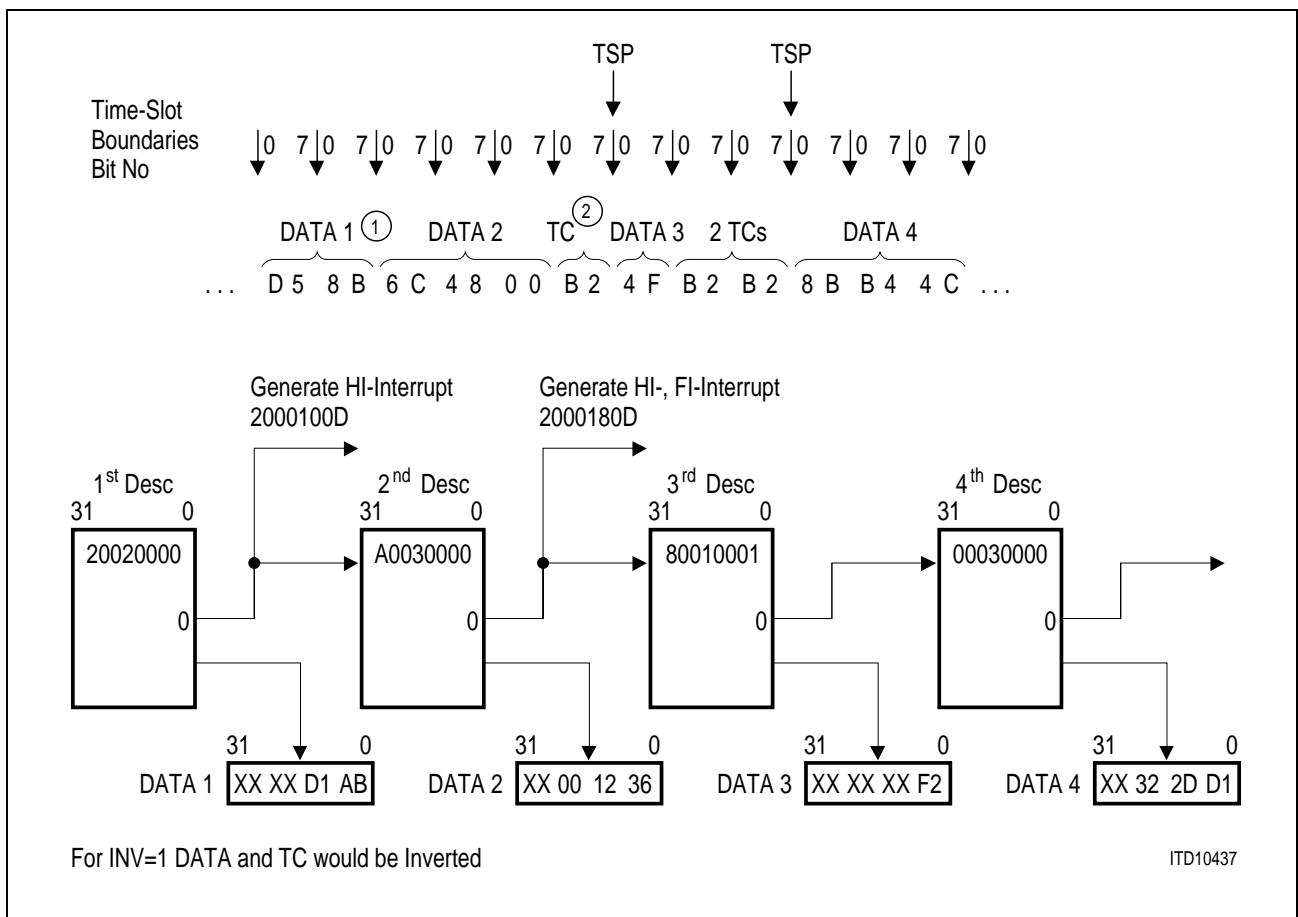 TSP TSP
Time-Slot
Boundaries
Bit No
0 7 0 7 0 7 0 7 0 7 0 7 0 7 0 7 0 7 0 7 0 7 0 7 0
DATA 1 1 DATA 2 TC 2 DATA 3 2 TCs DATA 4
... D 5 8 B 6 C 4 8 0 0 B 2 4 F B 2 B 2 8 B B 4 4 C ...
Generate HI-Interrupt
2000100D
Generate HI-, FI-Interrupt
2000180D
1st Desc 2nd Desc 3rd Desc 4th Desc
31 0 31 0 31 0 31 0
20020000 A0030000 80010001 00030000
0 0 0 0
31 0 31 0 31 0 31 0
DATA 1 XX XX D1 AB DATA 2 XX 00 12 36 DATA 3 XX XX XX F2 DATA 4 XX 32 2D D1
For INV=1 DATA and TC would be Inverted
ITD10437